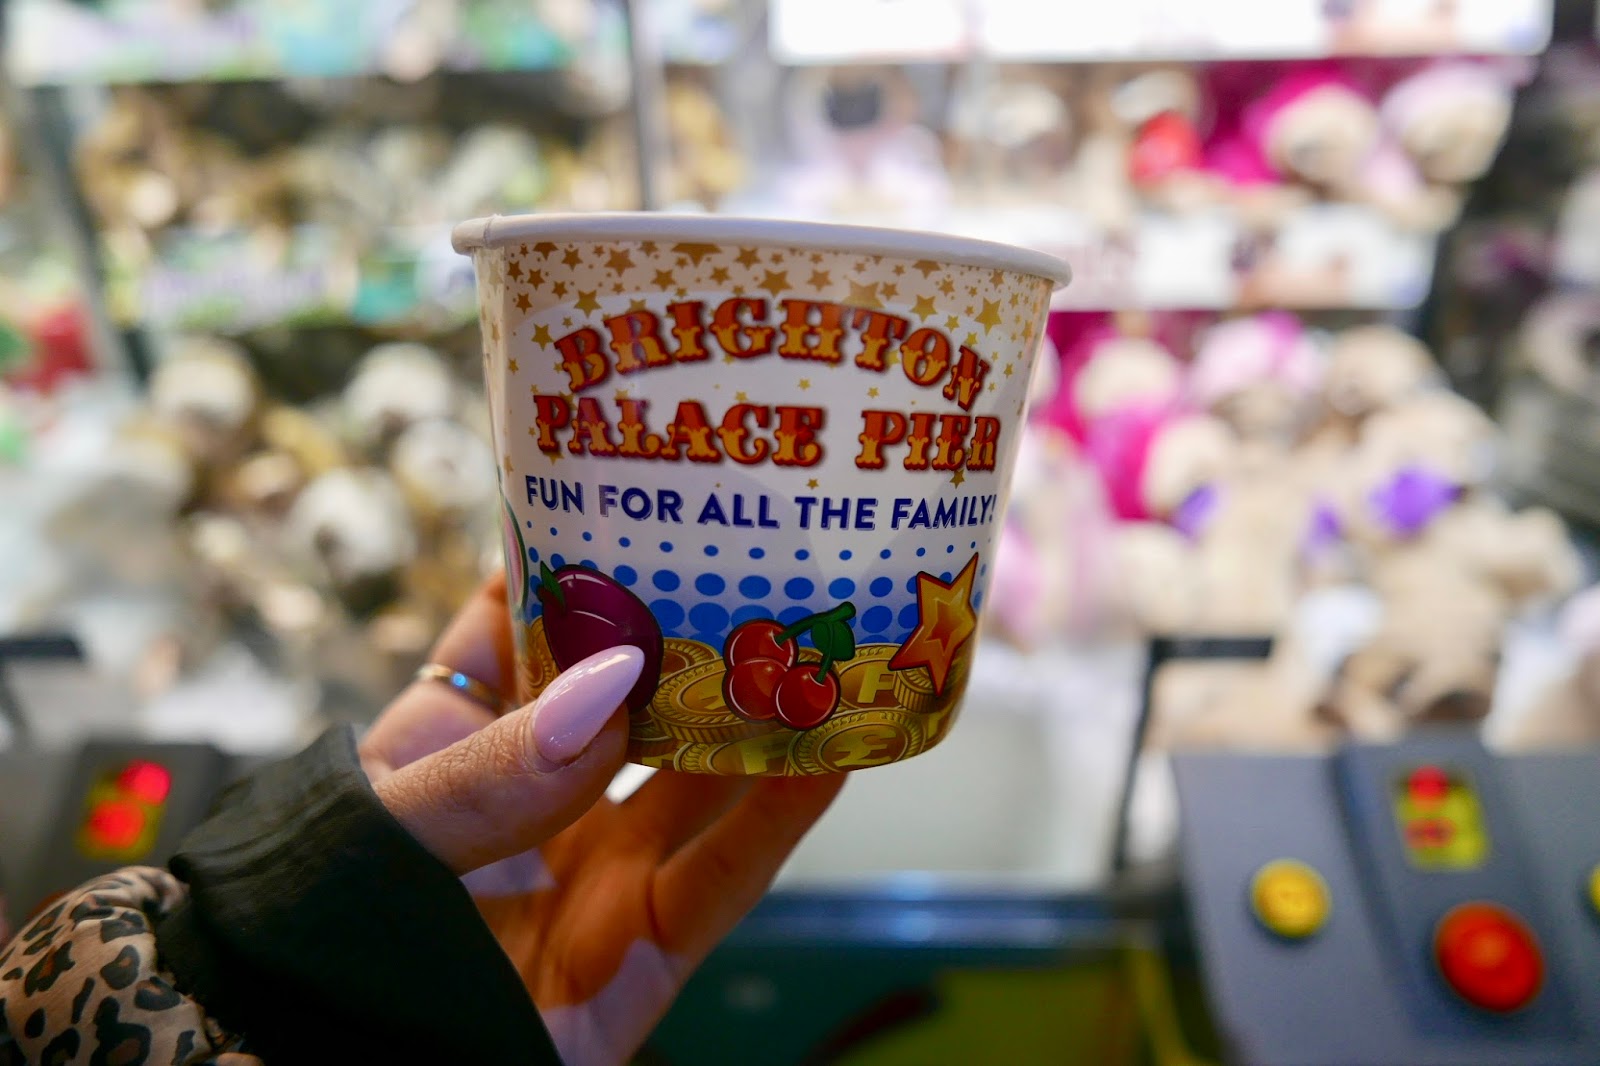 BRIGHTON
PALACE PIER
FUN FOR ALL THE FAMILY!
F
F
£